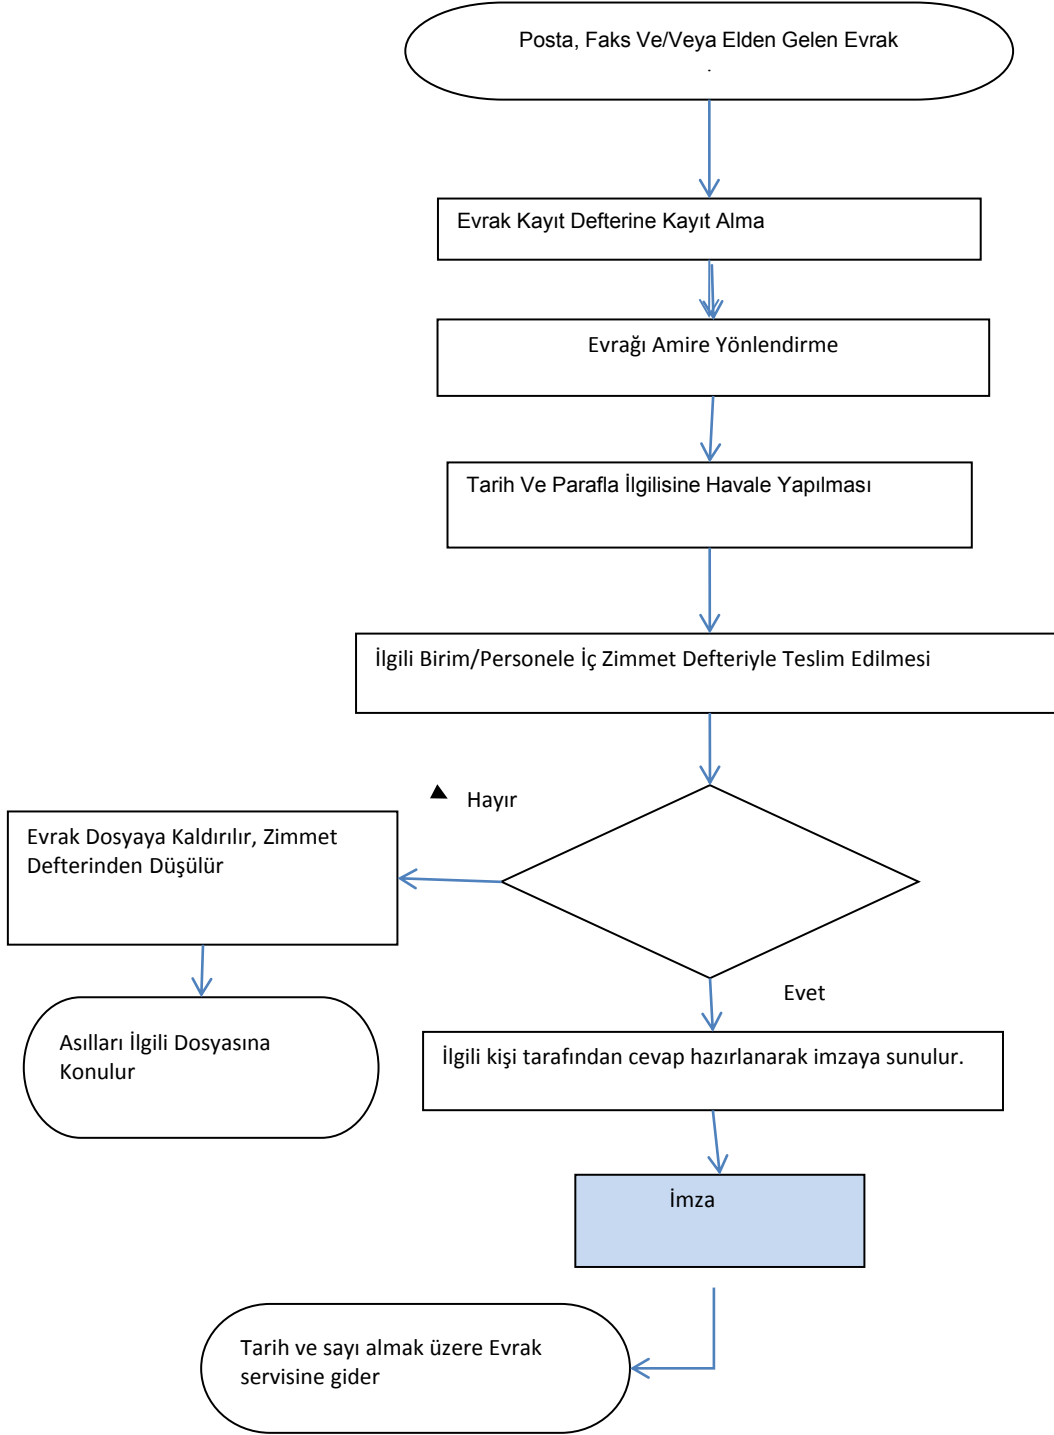 Posta, Faks Ve/Veya Elden Gelen Evrak
.
Evrak Kayıt Defterine Kayıt Alma
Evrağı Amire Yönlendirme
Tarih Ve Parafla İlgilisine Havale Yapılması
İlgili Birim/Personele İç Zimmet Defteriyle Teslim Edilmesi
Hayır
Evrak Dosyaya Kaldırılır, Zimmet
Defterinden Düşülür
Evet
Asılları İlgili Dosyasına
Konulur
İlgili kişi tarafından cevap hazırlanarak imzaya sunulur.
İmza
Tarih ve sayı almak üzere Evrak
servisine gider